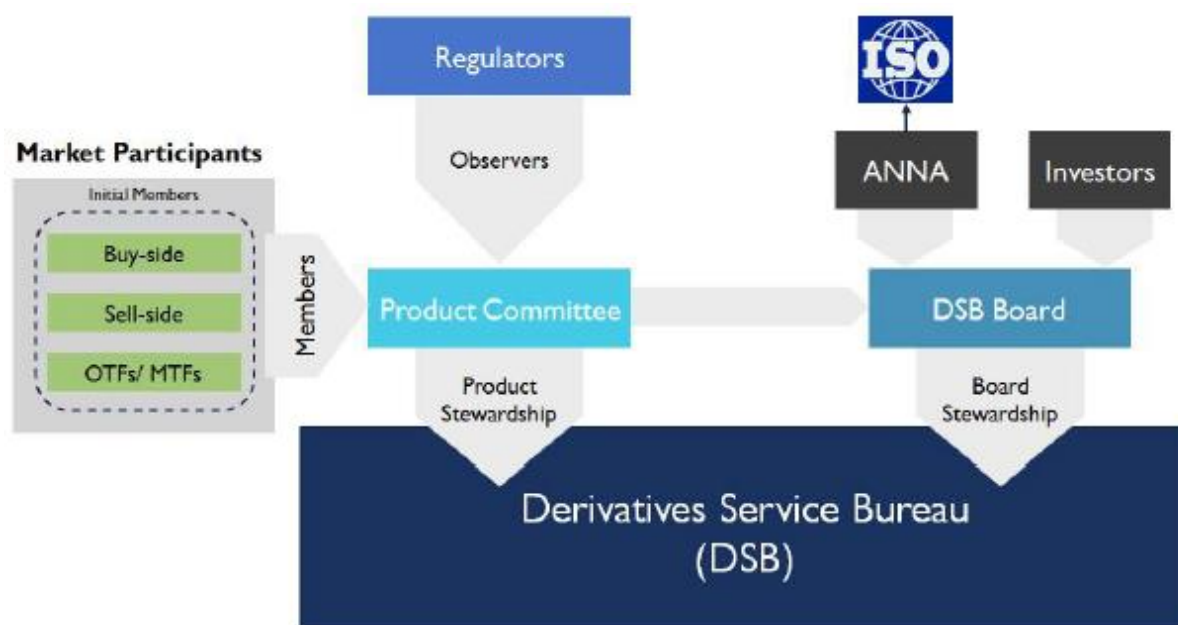 Regulators
ISO
Observers
ANNA
Investors
Market Participants
Initial Members
Buy-side
Sell-side
OTFs/ MTFs
Members
Product Committee
DSB Board
Product
Stewardship
Board
Stewardship
Derivatives Service Bureau
(DSB)